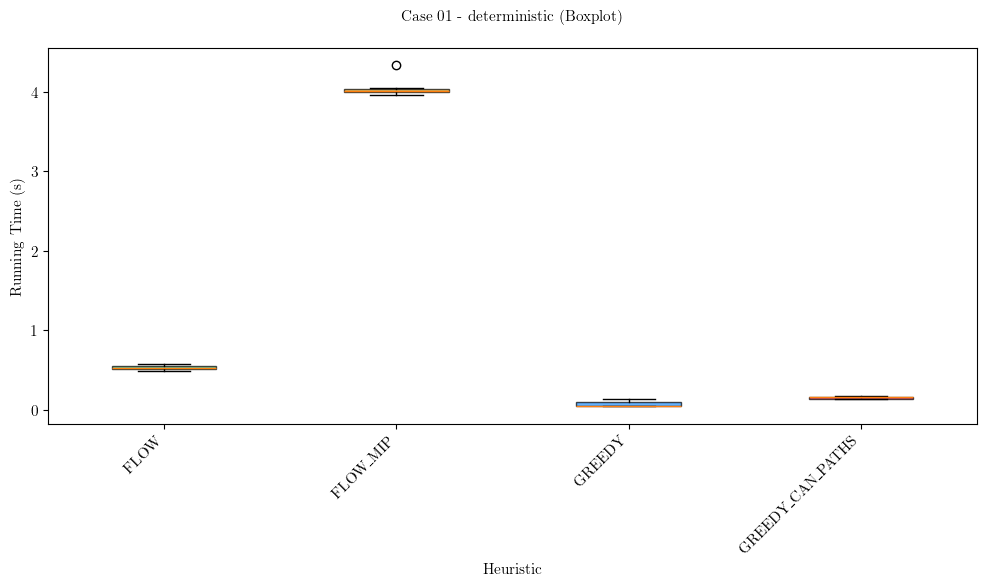 Case 01 - deterministic (Boxplot)
Running Time (s)
4
3
2
1
0
FLOW
FLOW_MIP
GREEDY
GREEDY_CAN_PATHS
Heuristic